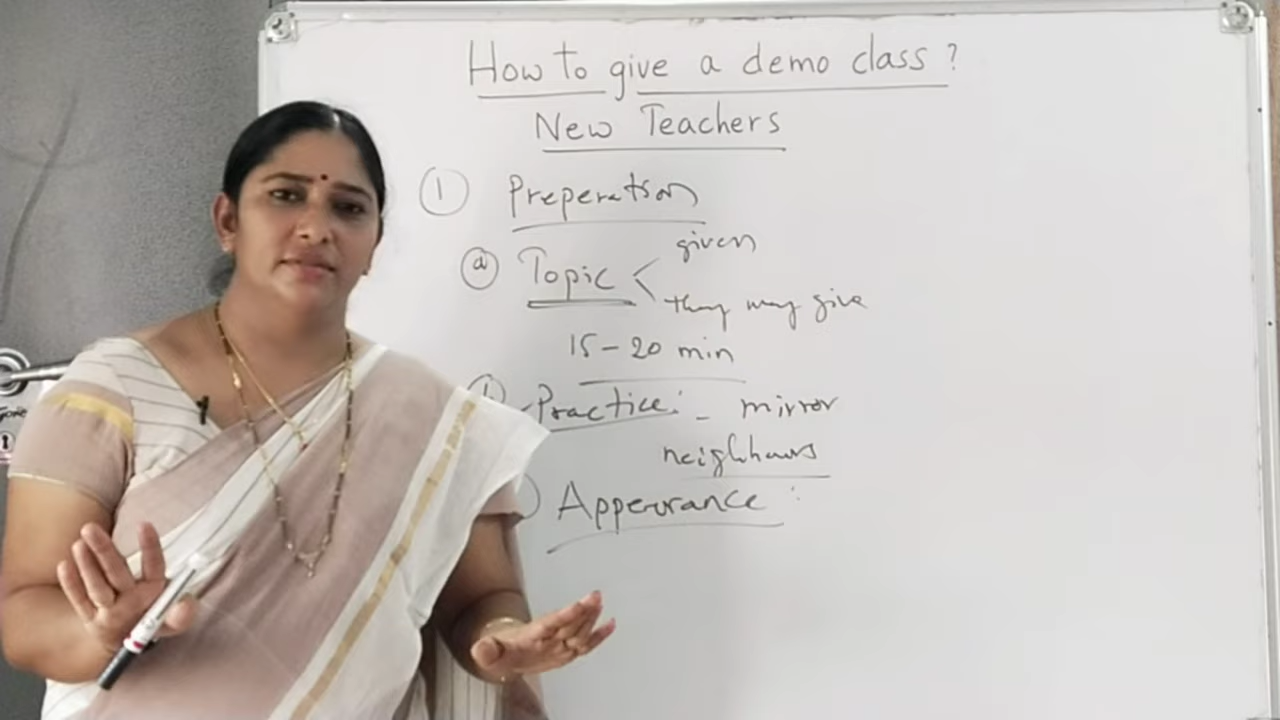 How to give a demo class ?
New Teachers
① Preperation
ⓐ Topic < given
they may give
15-20 min
Practice: - mirror
neighbours
Apperance :